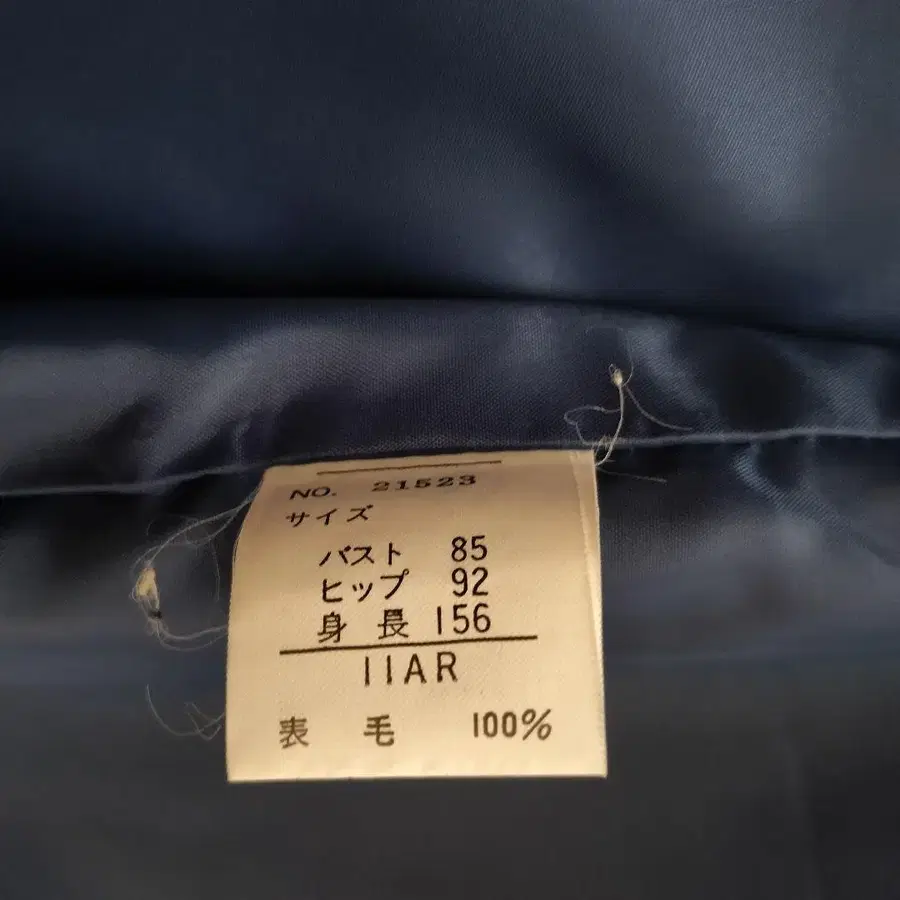 NO. 21523
サイズ
バスト 85
ヒップ 92
身長 156
11AR
表 毛 100%